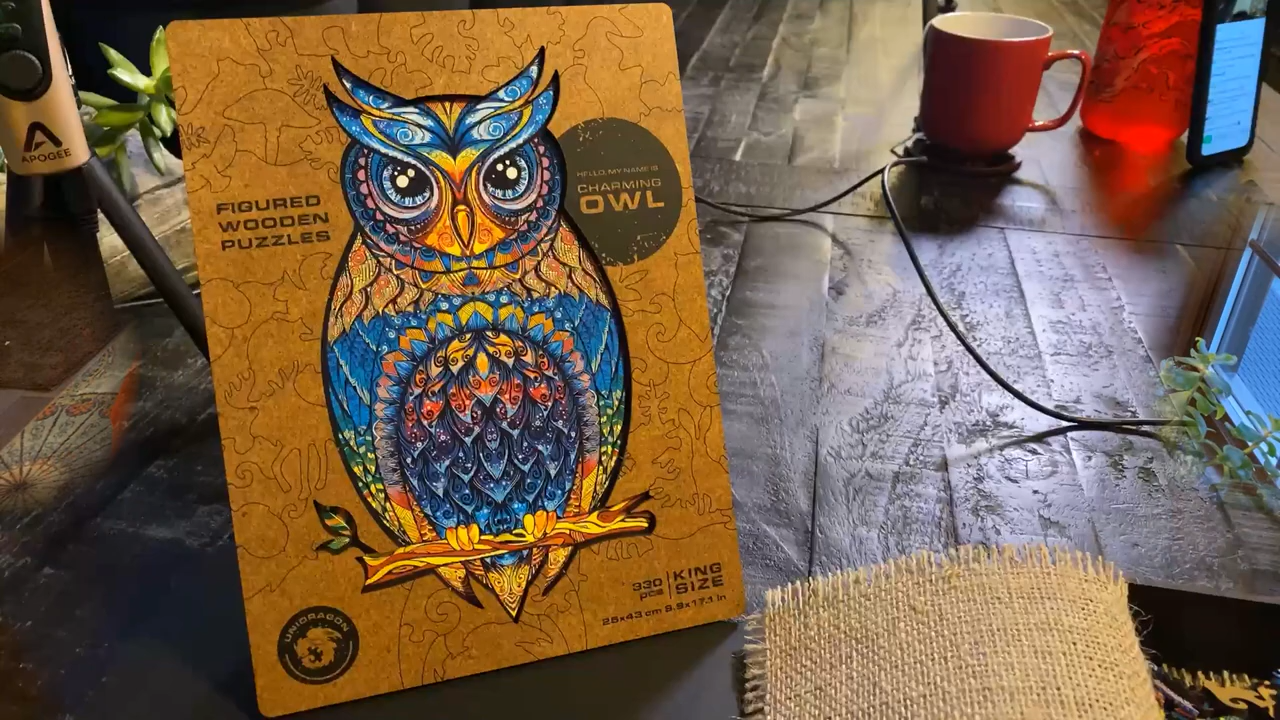 APOGEE
FIGURED
WOODEN
PUZZLES
HELLO, MY NAME IS
CHARMING
OWL
330
pcs
KING
SIZE
25x43 cm 9.9x17.1 in
UNIDRAGON